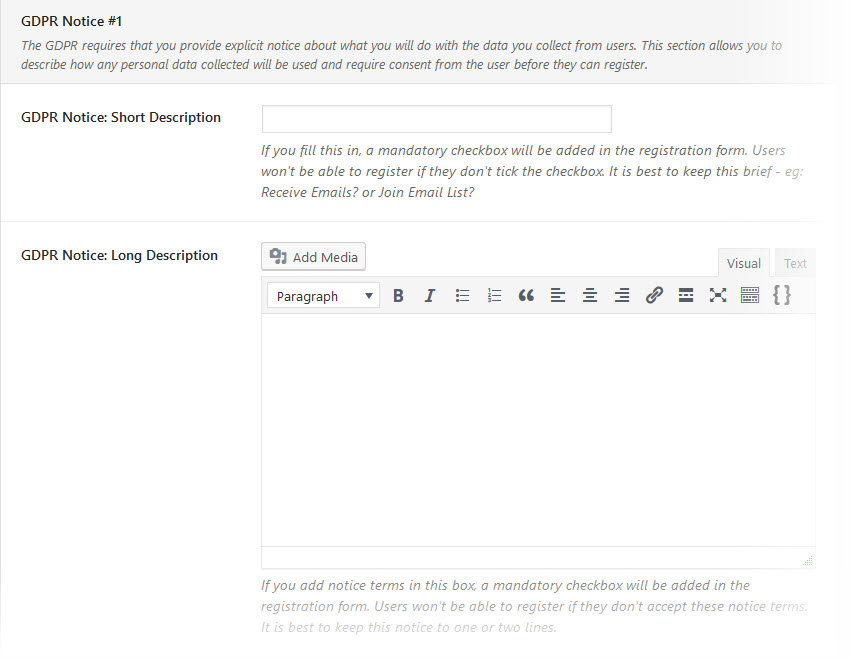 GDPR Notice #1
The GDPR requires that you provide explicit notice about what you will do with the data you collect from users. This section allows you to
describe how any personal data collected will be used and require consent from the user before they can register.
GDPR Notice: Short Description
If you fill this in, a mandatory checkbox will be added in the registration form. Users
won't be able to register if they don't tick the checkbox. It is best to keep this brief - eg:
Receive Emails? or Join Email List?
GDPR Notice: Long Description
Add Media
Visual Text
Paragraph
If you add notice terms in this box, a mandatory checkbox will be added in the
registration form. Users won't be able to register if they don't accept these notice terms.
It is best to keep this notice to one or two lines.